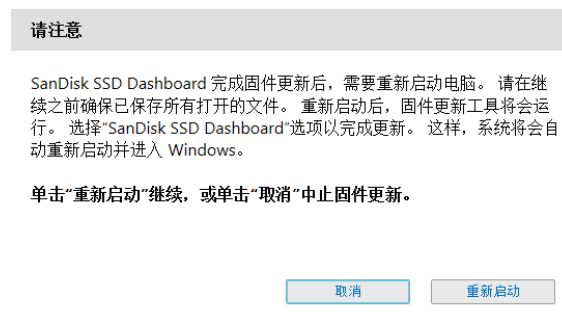 请注意
SanDisk SSD Dashboard 完成固件更新后，需要重新启动电脑。 请在继
续之前确保已保存所有打开的文件。 重新启动后，固件更新工具将会运
行。 选择"SanDisk SSD Dashboard"选项以完成更新。 这样，系统将会自
动重新启动并进入 Windows。
单击“重新启动”继续，或单击“取消”中止固件更新。
取消
重新启动